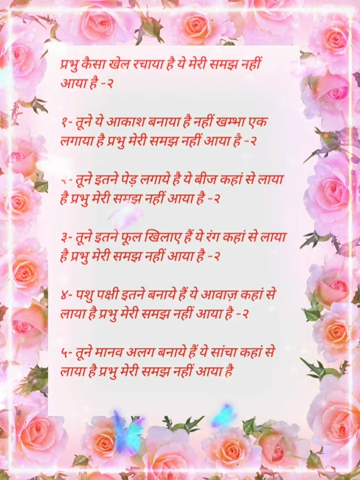 प्रभु कैसा खेल रचाया है ये मेरी समझ नहीं
आया है -२
१- तूने ये आकाश बनाया है नहीं खम्भा एक
लगाया है प्रभु मेरी समझ नहीं आया है -२
२- तूने इतने पेड़ लगाये है ये बीज कहां से लाया
है प्रभु मेरी समझ नहीं आया है -२
३- तूने इतने फूल खिलाए हैं ये रंग कहां से लाया
है प्रभु मेरी समझ नहीं आया है -२
४- पशु पक्षी इतने बनाये हैं ये आवाज़ कहां से
लाया है प्रभु मेरी समझ नहीं आया है -२
५- तूने मानव अलग बनाये हैं ये सांचा कहां से
लाया है प्रभु मेरी समझ नहीं आया है